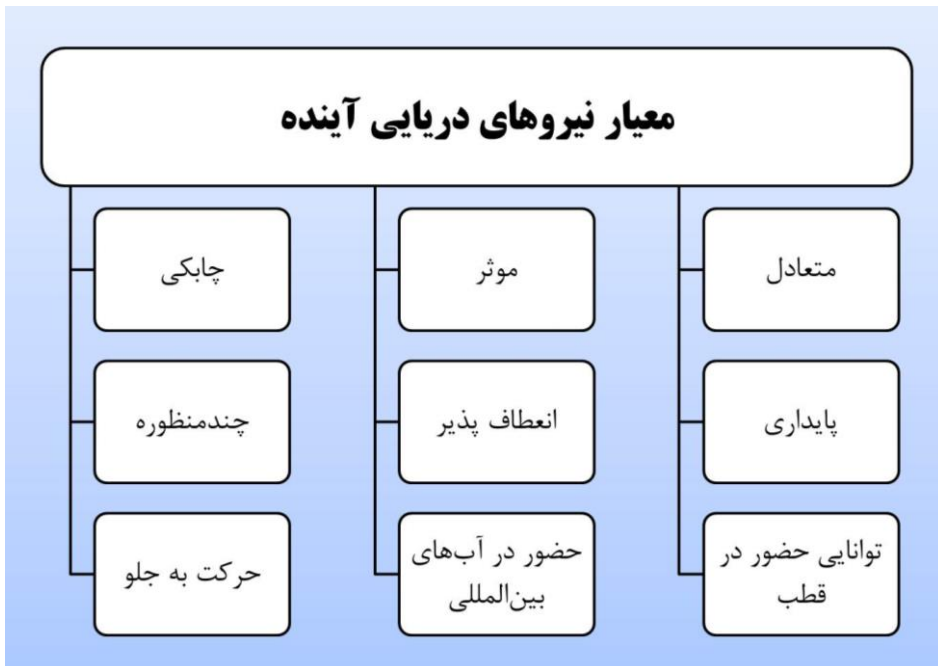 معیار نیروهای دریایی آینده
متعادل
موثر
چابکی
پایداری
انعطاف پذیر
چندمنظوره
توانایی حضور در
قطب
حضور در آب‌های
بین‌المللی
حرکت به جلو